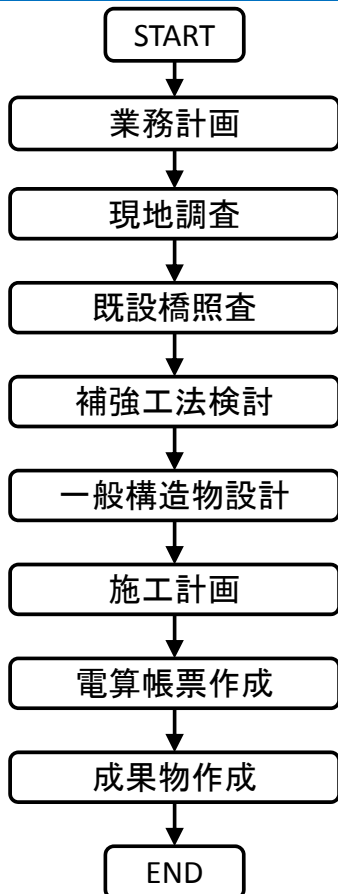 START
業務計画
現地調査
既設橋照査
補強工法検討
一般構造物設計
施工計画
電算帳票作成
成果物作成
END